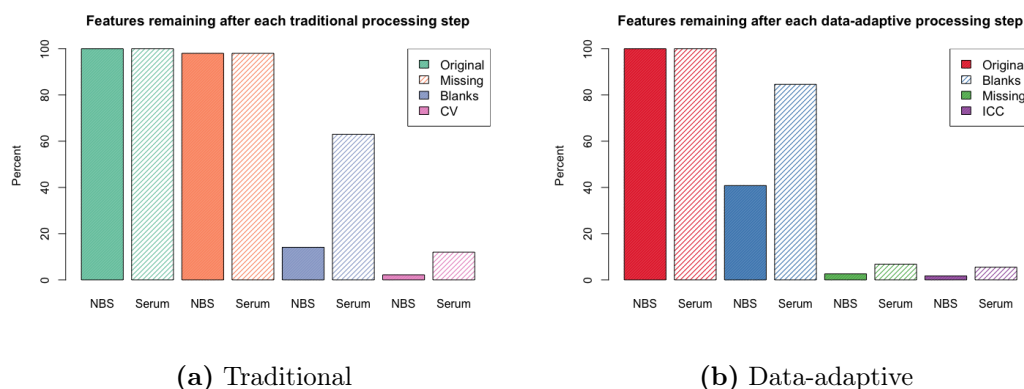 Features remaining after each traditional processing step
Percent
0
20
40
60
80
100
Original
Missing
Blanks
CV
NBS Serum NBS Serum NBS Serum NBS Serum
(a) Traditional
Features remaining after each data-adaptive processing step
Percent
0
20
40
60
80
100
Original
Blanks
Missing
ICC
NBS Serum NBS Serum NBS Serum NBS Serum
(b) Data-adaptive